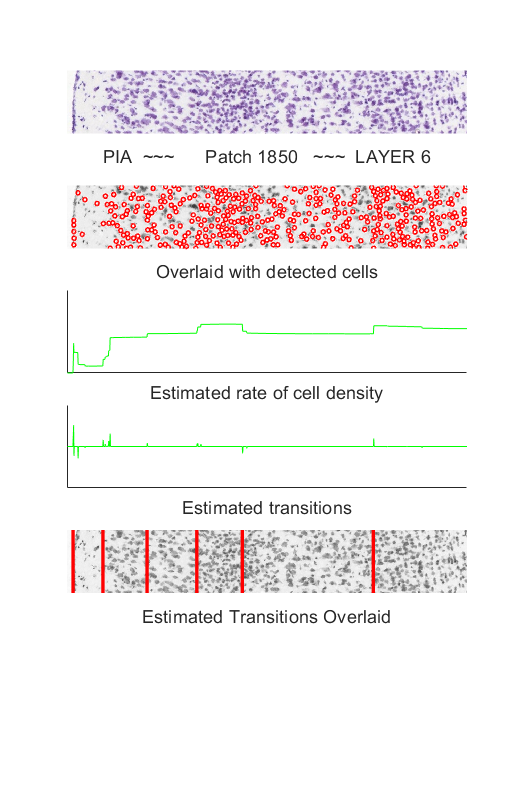 PIA ~~~ Patch 1850 ~~~ LAYER 6
Overlaid with detected cells
Estimated rate of cell density
Estimated transitions
Estimated Transitions Overlaid